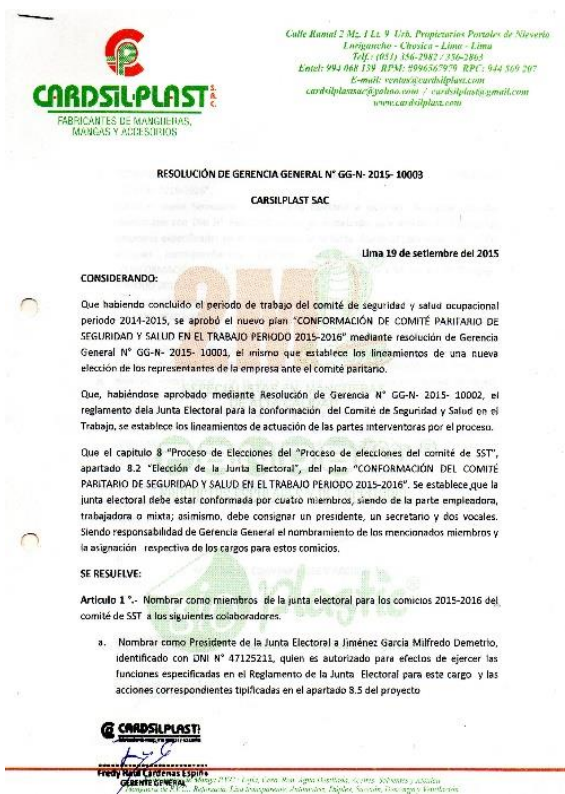 Calle Ramal 2 Mz. I Lt. 9 Urb. Propietarios Portales de Nieveria
Lurigancho - Chosica - Lima - Lima
Telf.: (051) 356-2982 / 356-2863
Entel: 994 068 139 RPM: #996567979 RPC: 944 569 207
E-mail: ventas@cardsilplast.com
cardsilplastsac@yahoo.com / cardsilplast@gmail.com
www.cardsilplast.com
CARDSILPLAST S.A.C.
FABRICANTES DE MANGUERAS,
MANGAS Y ACCESORIOS
RESOLUCIÓN DE GERENCIA GENERAL N° GG-N- 2015- 10003
CARSILPLAST SAC
Lima 19 de setiembre del 2015
CONSIDERANDO:
Que habiendo concluido el periodo de trabajo del comité de seguridad y salud ocupacional
periodo 2014-2015, se aprobó el nuevo plan "CONFORMACIÓN DE COMITÉ PARITARIO DE
SEGURIDAD Y SALUD EN EL TRABAJO PERIODO 2015-2016" mediante resolución de Gerencia
General N° GG-N- 2015- 10001, el mismo que establece los lineamientos de una nueva
elección de los representantes de la empresa ante el comité paritario.
Que, habiéndose aprobado mediante Resolución de Gerencia N° GG-N- 2015- 10002, el
reglamento dela Junta Electoral para la conformación del Comité de Seguridad y Salud en el
Trabajo, se establece los lineamientos de actuación de las partes interventoras por el proceso.
Que el capitulo 8 "Proceso de Elecciones del "Proceso de elecciones del comité de SST",
apartado 8.2 "Elección de la Junta Electoral", del plan "CONFORMACIÓN DEL COMITÉ
PARITARIO DE SEGURIDAD Y SALUD EN EL TRABAJO PERIODO 2015-2016". Se establece que la
junta electoral debe estar conformada por cuatro miembros, siendo de la parte empleadora,
trabajadora o mixta; asimismo, debe consignar un presidente, un secretario y dos vocales.
Siendo responsabilidad de Gerencia General el nombramiento de los mencionados miembros y
la asignación respectiva de los cargos para estos comicios.
SE RESUELVE:
Articulo 1 °.- Nombrar como miembros de la junta electoral para los comicios 2015-2016 del
comité de SST a los siguientes colaboradores.
a. Nombrar como Presidente de la Junta Electoral a Jiménez García Milfredo Demetrio,
identificado con DNI N° 47125211, quien es autorizado para efectos de ejercer las
funciones especificadas en el Reglamento de la Junta Electoral para este cargo y las
acciones correspondientes tipificadas en el apartado 8.5 del proyecto
CARDSILPLAST
Fredy Raúl Cárdenas Espino
GERENTE GENERAL